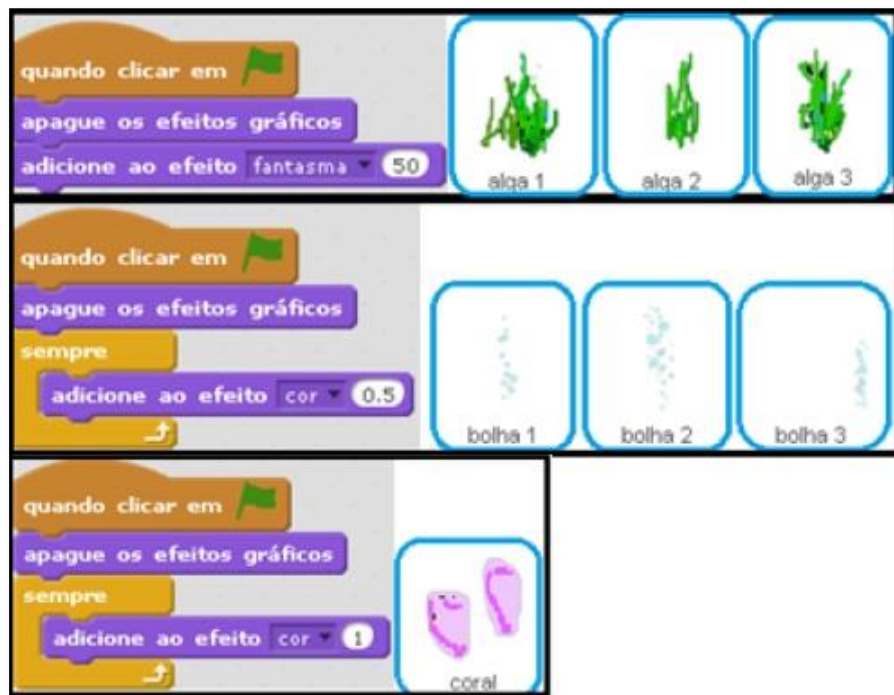 quando clicar em
apague os efeitos gráficos
adicione ao efeito fantasma 50
alga 1
alga 2
alga 3
quando clicar em
apague os efeitos gráficos
sempre
adicione ao efeito cor 0.5
bolha 1
bolha 2
bolha 3
quando clicar em
apague os efeitos gráficos
sempre
adicione ao efeito cor 1
coral